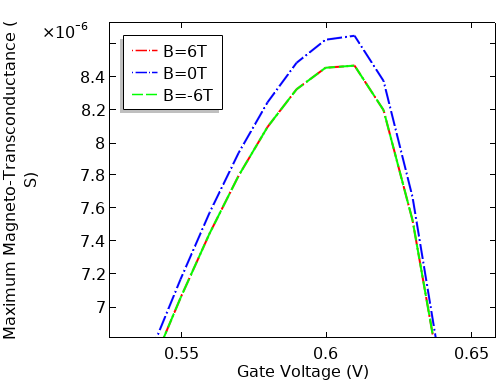 ×10⁻⁶
B=6T
B=0T
B=-6T
8.4
8.2
8
7.8
7.6
7.4
7.2
7
Maximum Magneto-Transconductance (
S)
0.55
0.6
0.65
Gate Voltage (V)